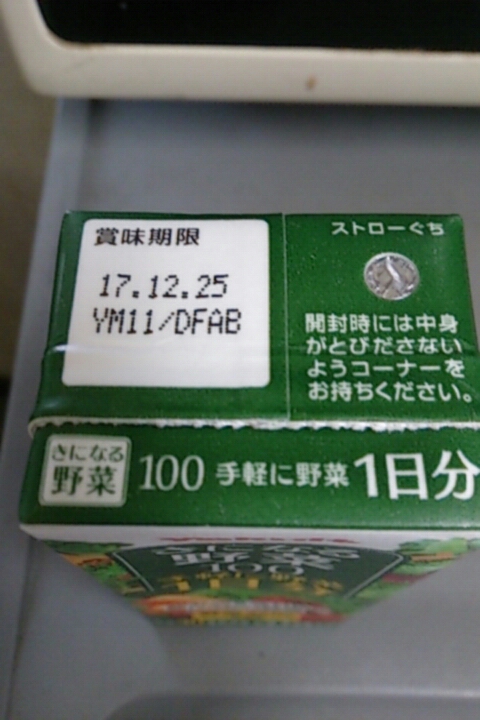 賞味期限
17.12.25
YM11/DFAB
ストローぐち
開封時には中身
がとびださない
ようコーナーを
お持ちください。
きになる
野菜
100 手軽に野菜1日分
100